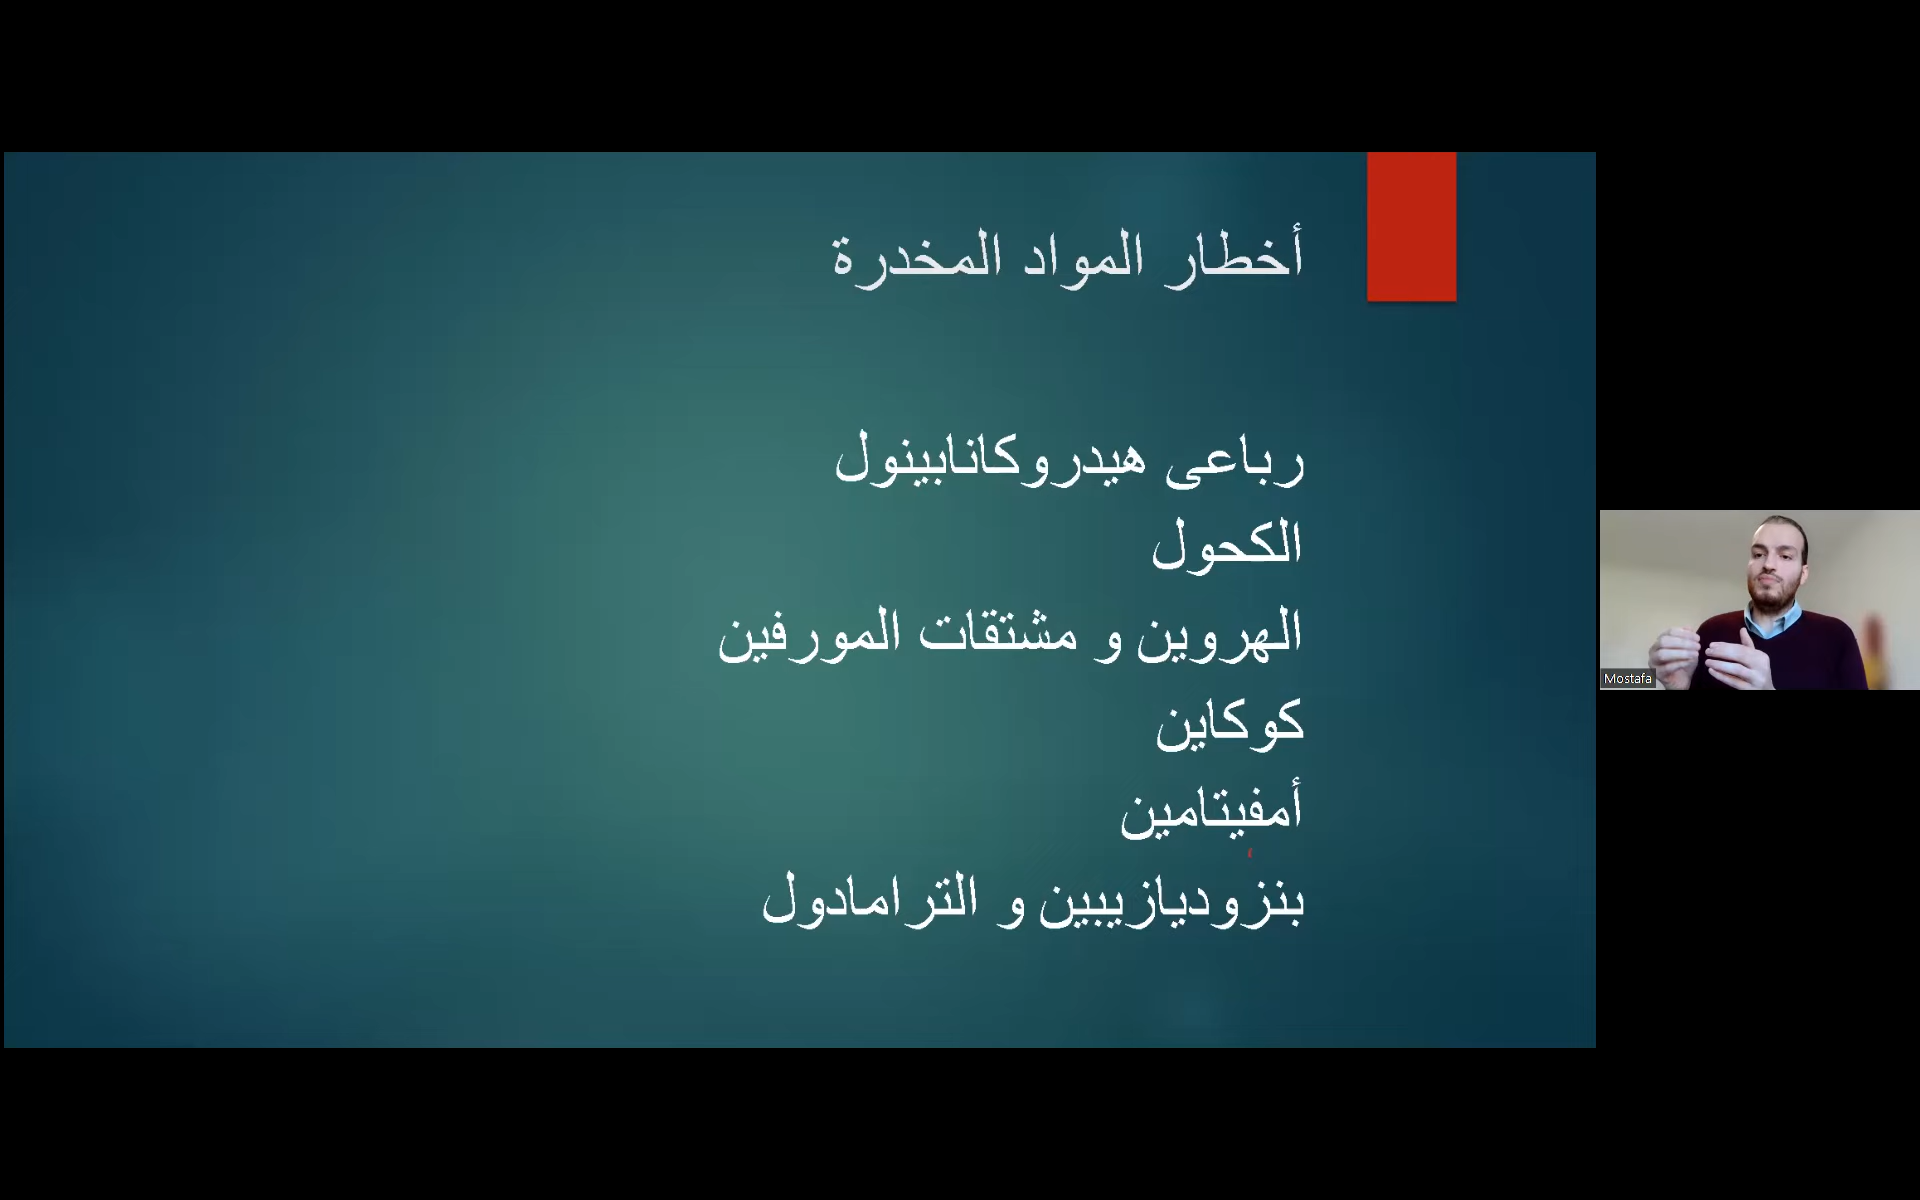 أخطار المواد المخدرة
رباعى هيدروكانابينول
الكحول
الهروين و مشتقات المورفين
كوكاين
أمفيتامين
بنزوديازيبين و الترامادول
Mostafa